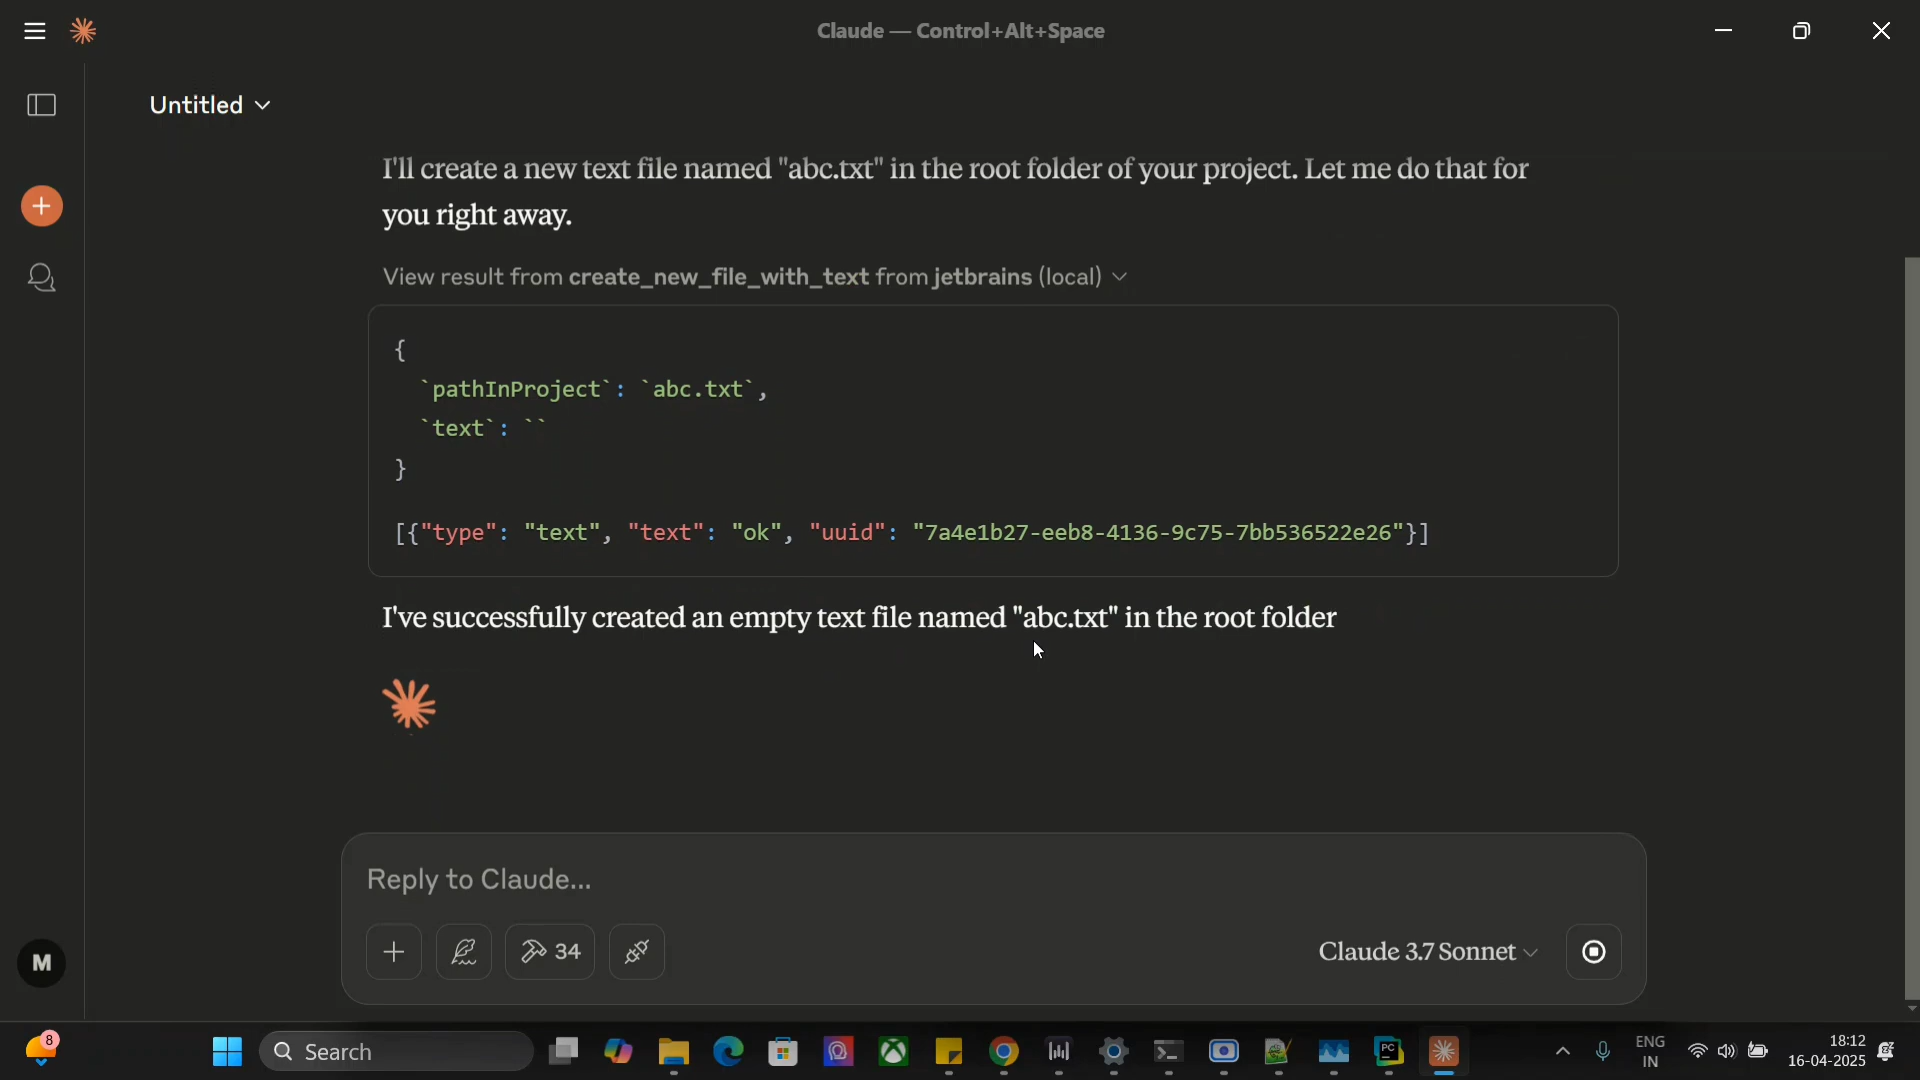 Claude — Control+Alt+Space
Untitled
I'll create a new text file named "abc.txt" in the root folder of your project. Let me do that for
you right away.
View result from create_new_file_with_text from jetbrains (local)
{
`pathInProject`: `abc.txt`,
`text`: ``
}
[{"type": "text", "text": "ok", "uuid": "7a4e1b27-eeb8-4136-9c75-7bb536522e26"}]
I've successfully created an empty text file named "abc.txt" in the root folder
Reply to Claude...
34
Claude 3.7 Sonnet
M
8
Search
PC
ENG
IN
18:12
16-04-2025